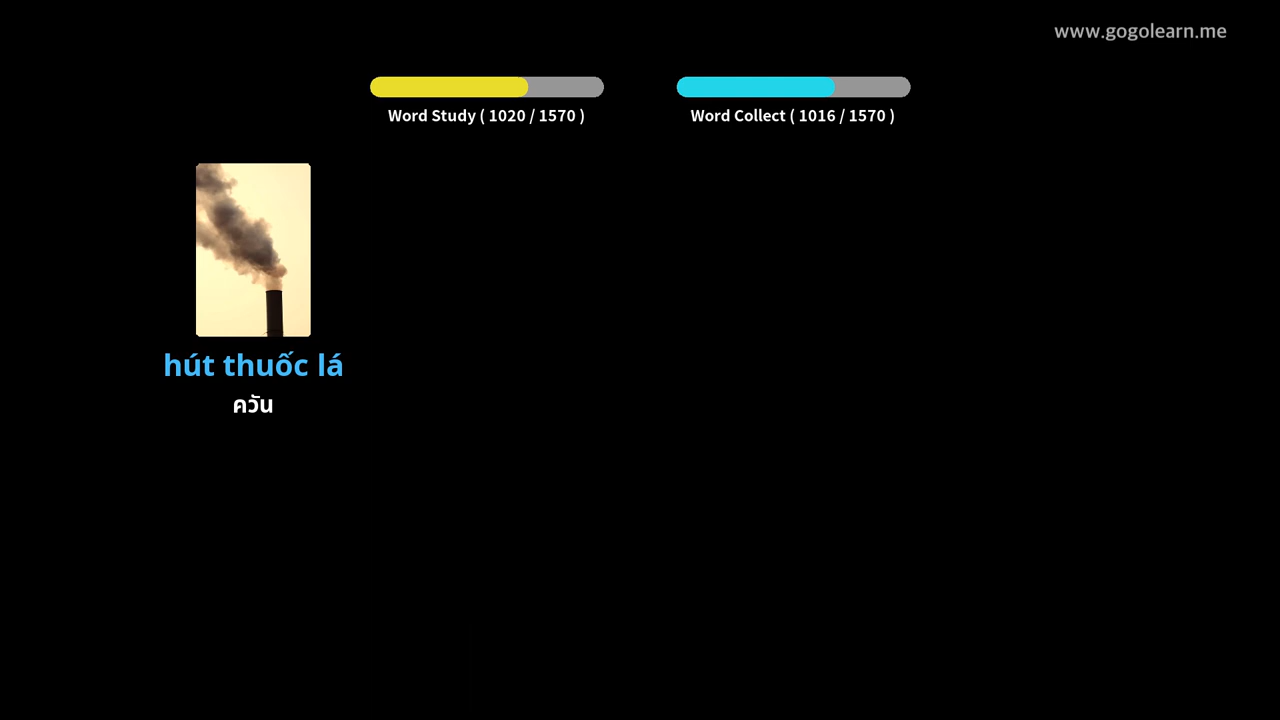 www.gogolearn.me
Word Study ( 1020 / 1570 )
Word Collect ( 1016 / 1570 )
hút thuốc lá
ควัน